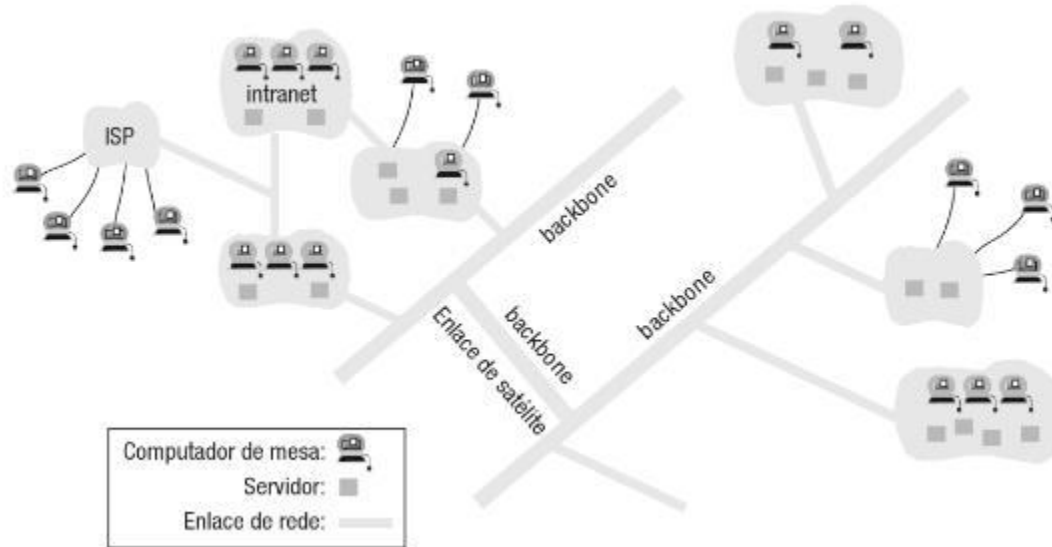 intranet
ISP
backbone
backbone
Enlace de satélite
backbone
Computador de mesa:
Servidor:
Enlace de rede: